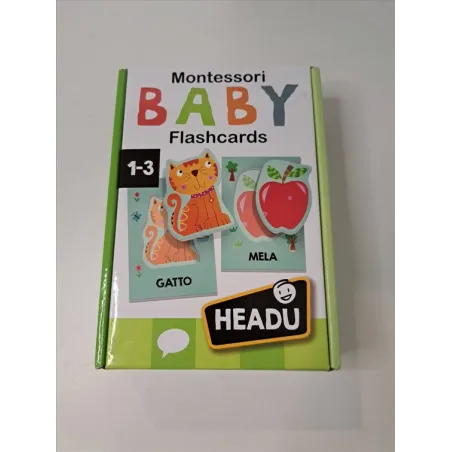 Montessori
BABY
Flashcards
1-3
GATTO
MELA
HEADU